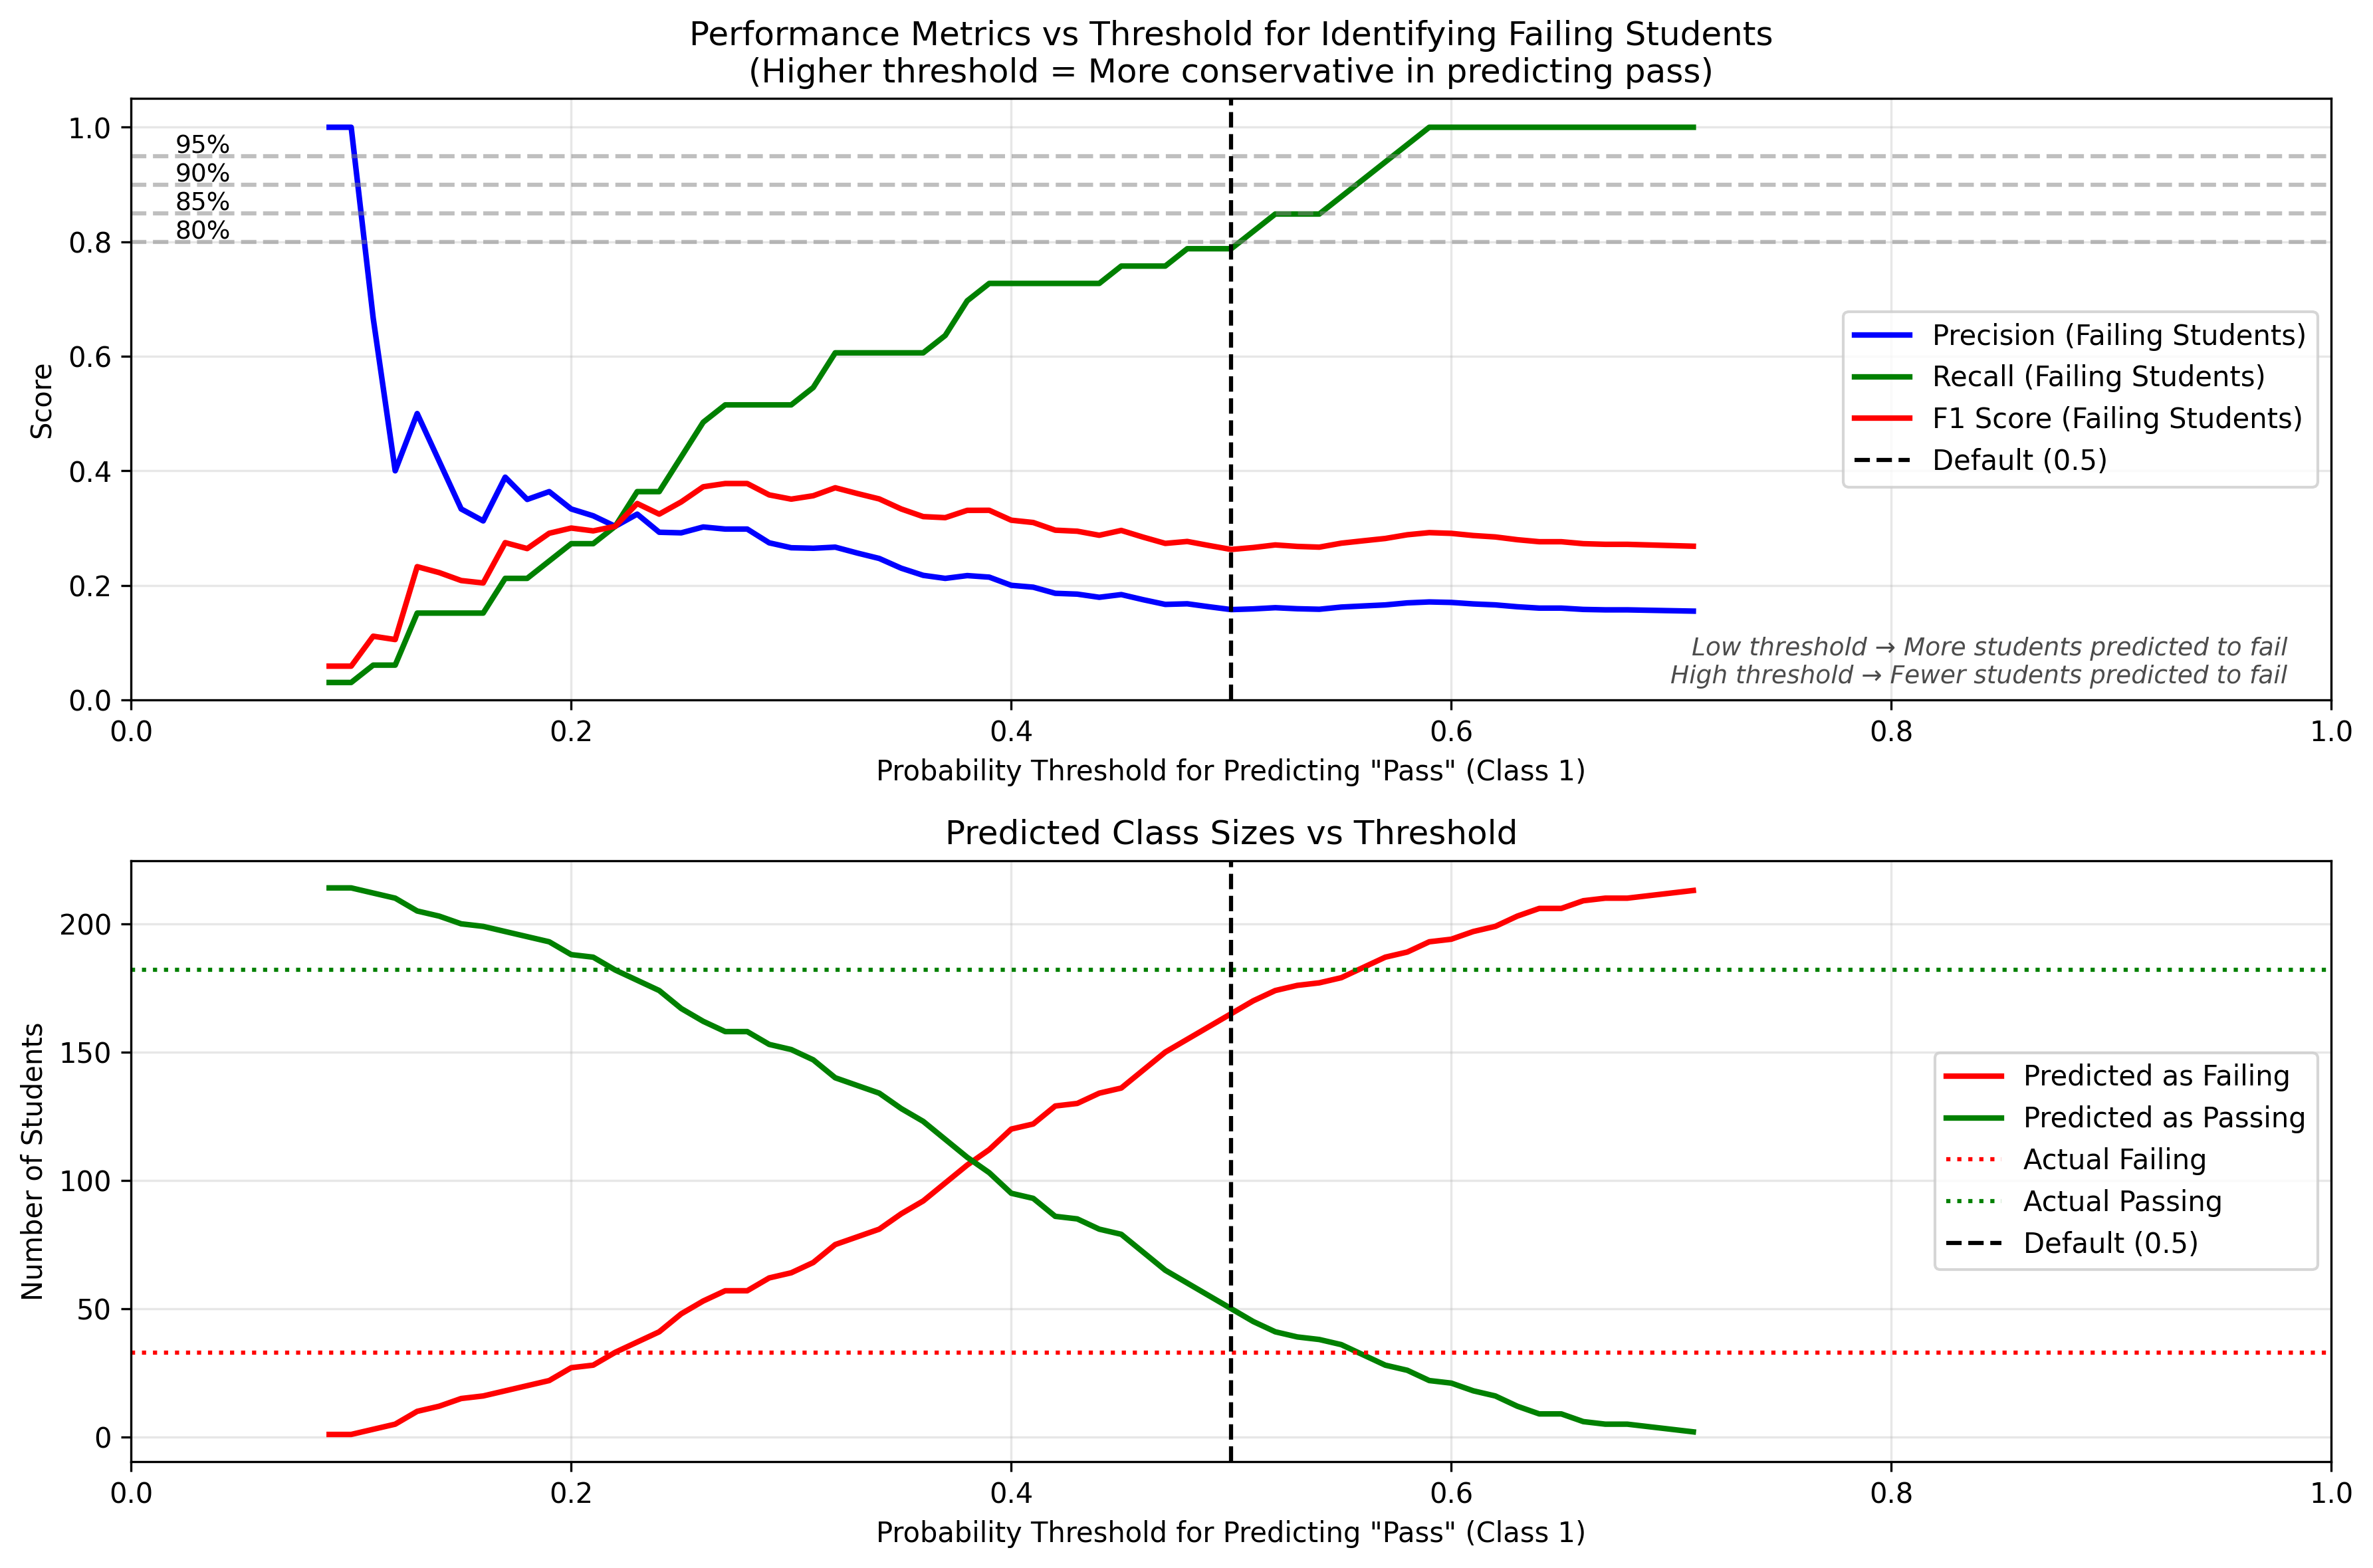 Performance Metrics vs Threshold for Identifying Failing Students
(Higher threshold = More conservative in predicting pass)
1.0
0.8
0.6
0.4
0.2
0.0
Score
95%
90%
85%
80%
Precision (Failing Students)
Recall (Failing Students)
F1 Score (Failing Students)
Default (0.5)
Low threshold → More students predicted to fail
High threshold → Fewer students predicted to fail
0.0 0.2 0.4 0.6 0.8 1.0
Probability Threshold for Predicting "Pass" (Class 1)
Predicted Class Sizes vs Threshold
200
150
100
50
0
Number of Students
Predicted as Failing
Predicted as Passing
Actual Failing
Actual Passing
Default (0.5)
0.0 0.2 0.4 0.6 0.8 1.0
Probability Threshold for Predicting "Pass" (Class 1)